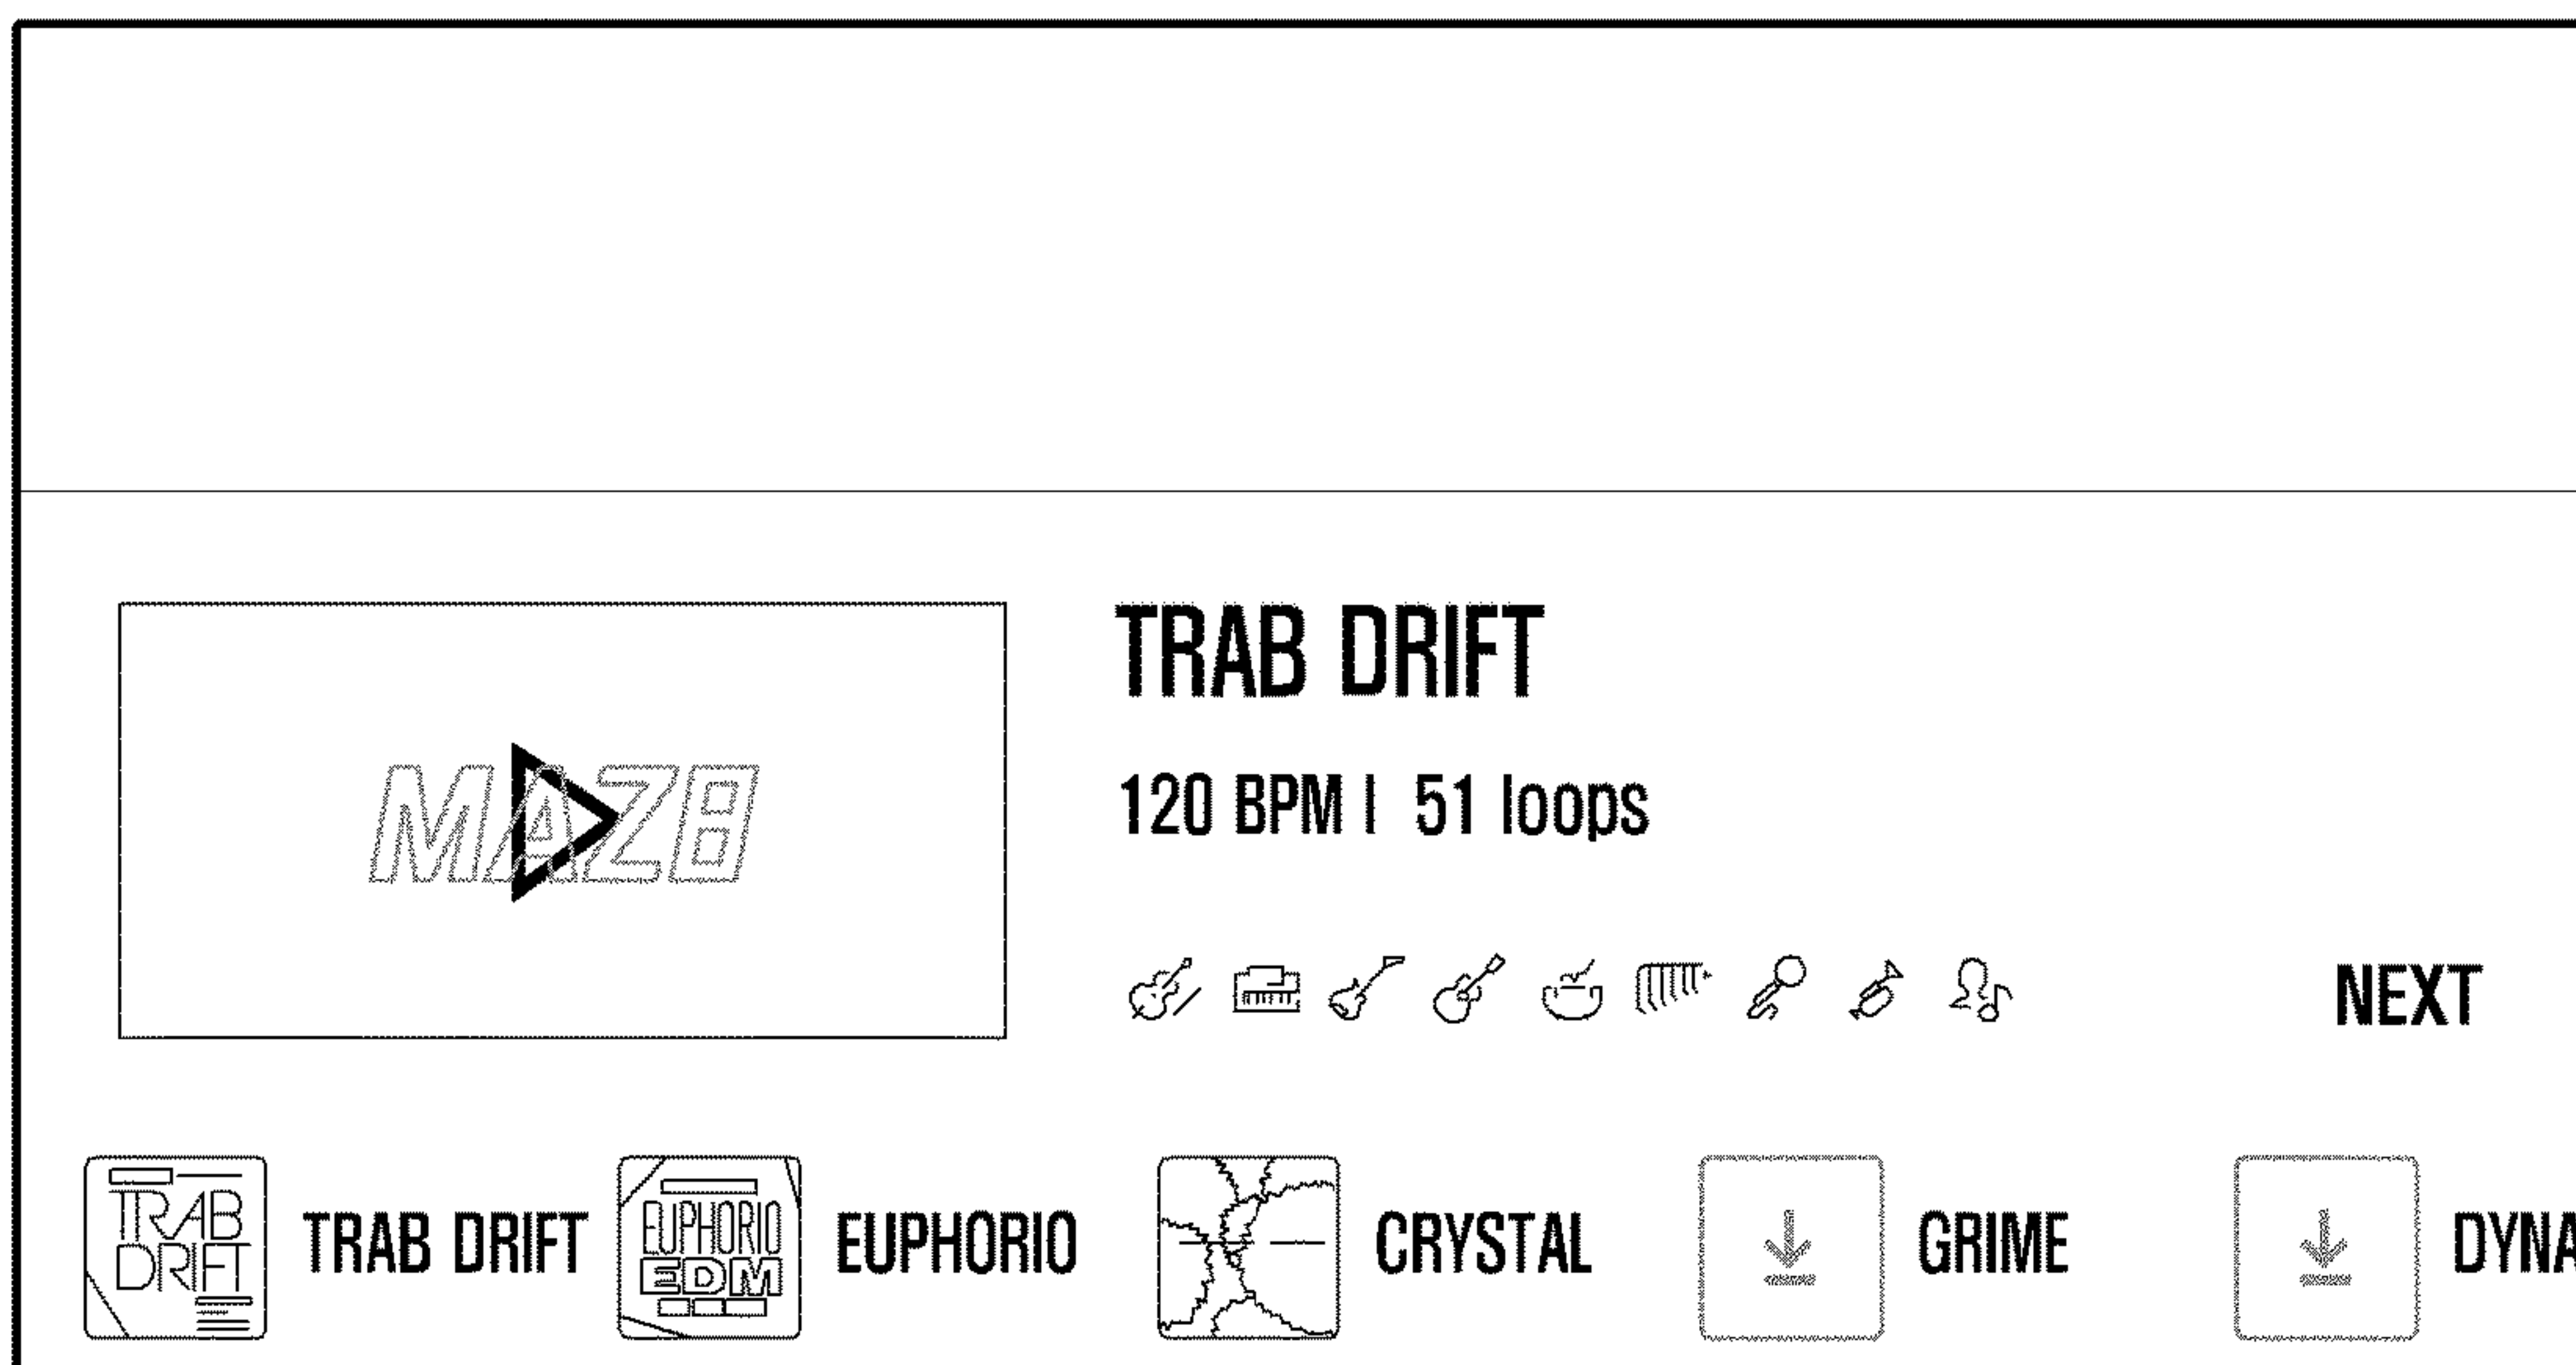 TRAB DRIFT
120 BPM | 51 loops
MAZE
NEXT
TRAB
DRIFT
TRAB DRIFT
EUPHORIO
EDM
EUPHORIO
CRYSTAL
GRIME
DYNA